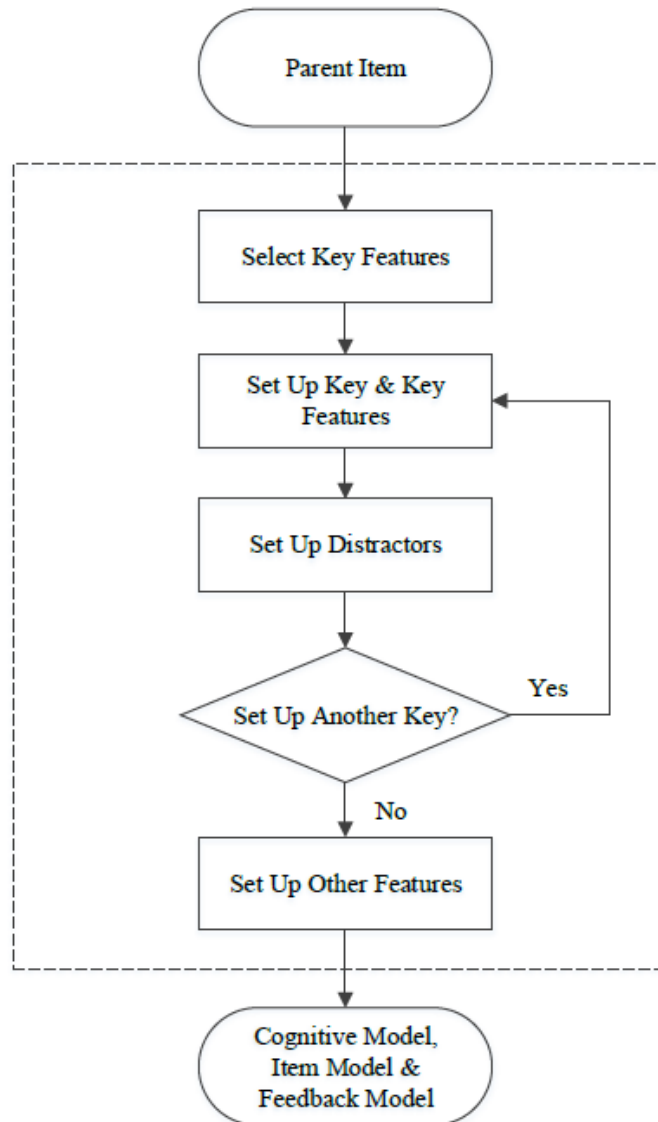 Parent Item
Select Key Features
Set Up Key & Key
Features
Set Up Distractors
Set Up Another Key?
Yes
No
Set Up Other Features
Cognitive Model,
Item Model &
Feedback Model